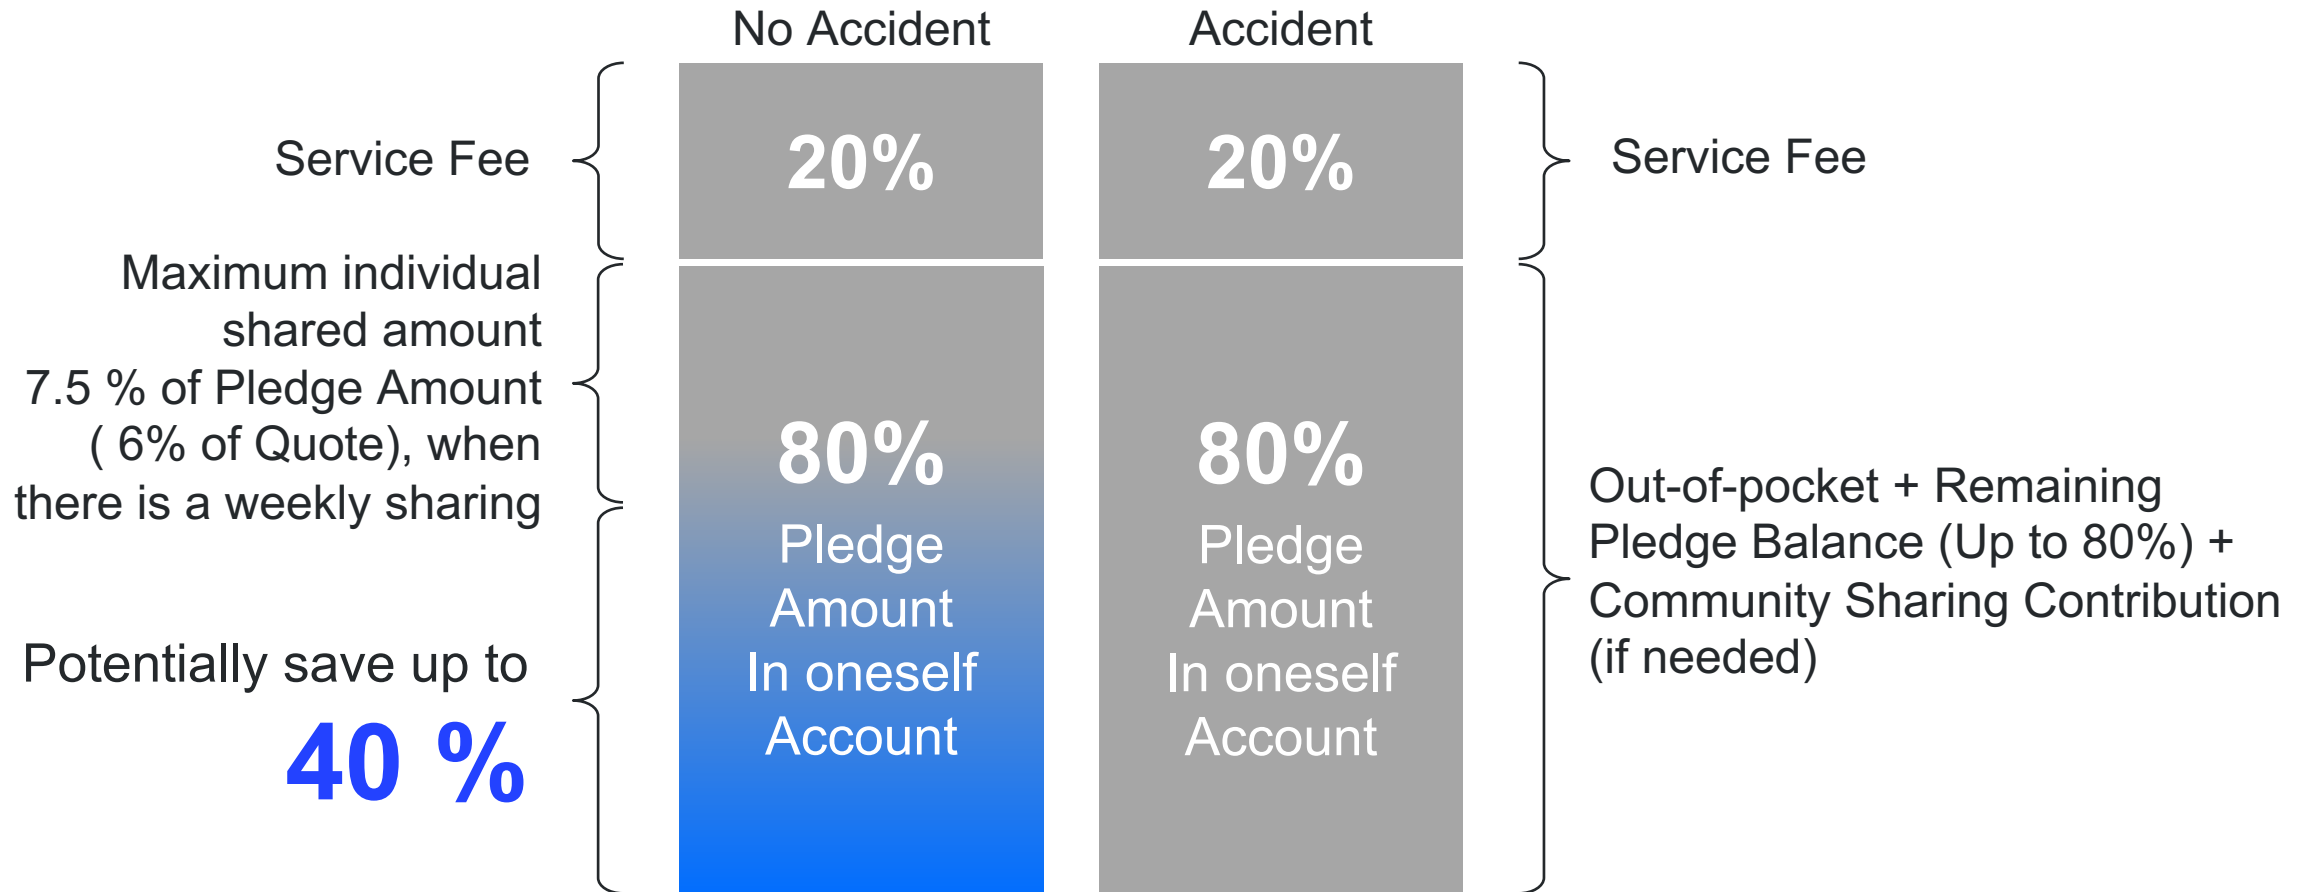 No Accident
Accident
Service Fee
20%
20%
Service Fee
Maximum individual
shared amount
7.5 % of Pledge Amount
( 6% of Quote), when
there is a weekly sharing
Potentially save up to
40 %
80%
Pledge
Amount
In oneself
Account
80%
Pledge
Amount
In oneself
Account
Out-of-pocket + Remaining
Pledge Balance (Up to 80%) +
Community Sharing Contribution
(if needed)